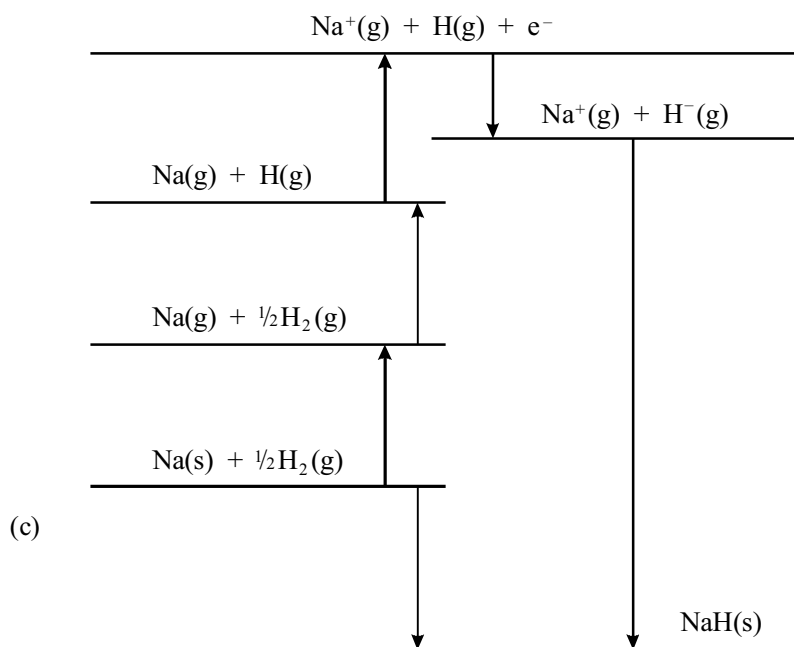 Na⁺(g) + H(g) + e⁻
Na⁺(g) + H⁻(g)
Na(g) + H(g)
Na(g) + ½H₂(g)
Na(s) + ½H₂(g)
(c)
NaH(s)